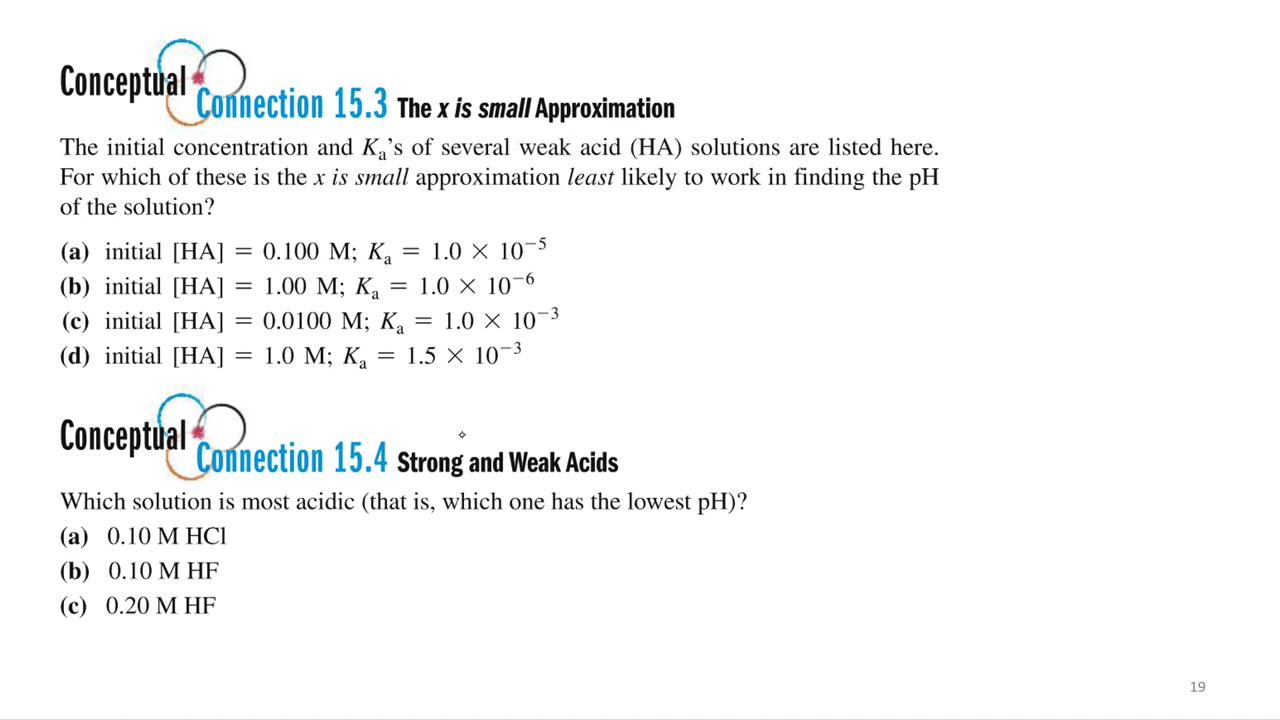 Conceptual
Connection 15.3 The x is small Approximation
The initial concentration and Kₐ's of several weak acid (HA) solutions are listed here.
For which of these is the x is small approximation least likely to work in finding the pH
of the solution?
(a) initial [HA] = 0.100 M; Kₐ = 1.0 × 10⁻⁵
(b) initial [HA] = 1.00 M; Kₐ = 1.0 × 10⁻⁶
(c) initial [HA] = 0.0100 M; Kₐ = 1.0 × 10⁻³
(d) initial [HA] = 1.0 M; Kₐ = 1.5 × 10⁻³
Conceptual
Connection 15.4 Strong and Weak Acids
Which solution is most acidic (that is, which one has the lowest pH)?
(a) 0.10 M HCl
(b) 0.10 M HF
(c) 0.20 M HF
19